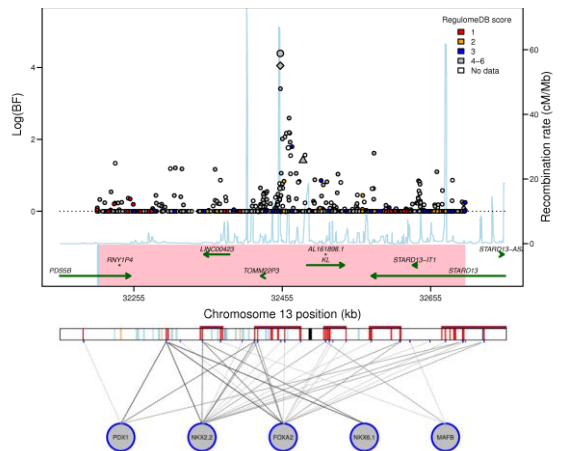 RegulomeDB score
1
2
3
4-6
No data
Log(BF)
4
2
0
60
40
20
0
Recombination rate (cM/Mb)
LINC00423
AL161898.1
STARD13-AS
RNY1P4
KL
STARD13-IT1
PDS5B
TOMM22P3
STARD13
32255
32455
32655
Chromosome 13 position (kb)
PDX1
NKX2.2
FOXA2
NKX6.1
MAFB